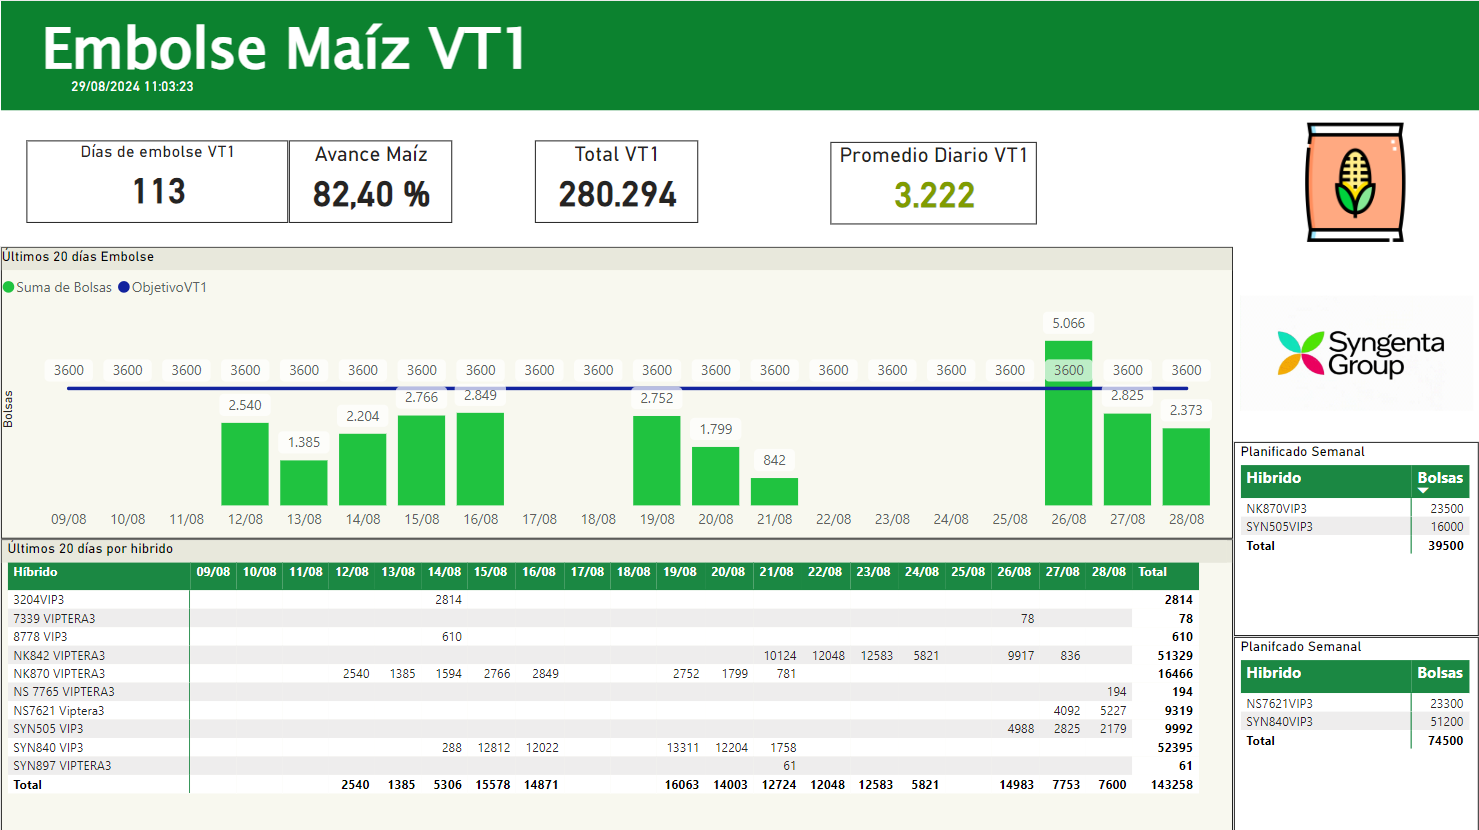 Embolse Maíz VT1
29/08/2024 11:03:23
Días de embolse VT1
113
Avance Maíz
82,40 %
Total VT1
280.294
Promedio Diario VT1
3.222
Últimos 20 días Embolse
Suma de Bolsas ObjetivoVT1
5.066
3600 3600 3600 3600 3600 3600 3600 3600 3600 3600 3600 3600 3600 3600 3600 3600 3600 3600 3600 3600
2.540 1.385 2.204 2.766 2.849 2.752 1.799 842 2.825 2.373
Bolsas
09/08 10/08 11/08 12/08 13/08 14/08 15/08 16/08 17/08 18/08 19/08 20/08 21/08 22/08 23/08 24/08 25/08 26/08 27/08 28/08
Syngenta
Group
Últimos 20 días por hibrido
Híbrido 09/08 10/08 11/08 12/08 13/08 14/08 15/08 16/08 17/08 18/08 19/08 20/08 21/08 22/08 23/08 24/08 25/08 26/08 27/08 28/08 Total
3204VIP3 2814 2814
7339 VIPTERA3 78 78
8778 VIP3 610 610
NK842 VIPTERA3 10124 12048 12583 5821 9917 836 51329
NK870 VIPTERA3 2540 1385 1594 2766 2849 2752 1799 781 16466
NS 7765 VIPTERA3 194 194
NS7621 Viptera3 4092 5227 9319
SYN505 VIP3 4988 2825 2179 9992
SYN840 VIP3 288 12812 12022 13311 12204 1758 52395
SYN897 VIPTERA3 61 61
Total 2540 1385 5306 15578 14871 16063 14003 12724 12048 12583 5821 14983 7753 7600 143258
Planificado Semanal
Hibrido Bolsas
NK870VIP3 23500
SYN505VIP3 16000
Total 39500
Planifcado Semanal
Hibrido Bolsas
NS7621VIP3 23300
SYN840VIP3 51200
Total 74500